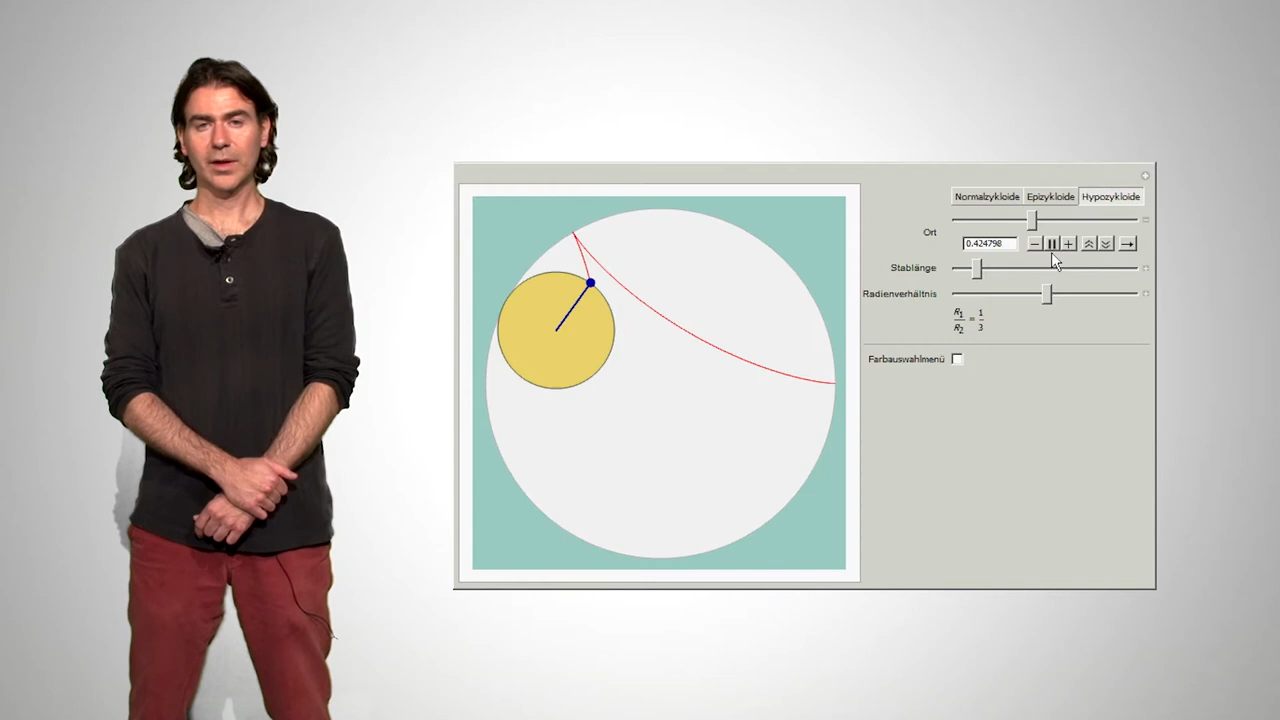 Normalzykloide Epizykloide Hypozykloide
Ort
0.424798
Stablänge
Radienverhältnis
R₁/R₂ = 1/3
Farbauswahlmenü